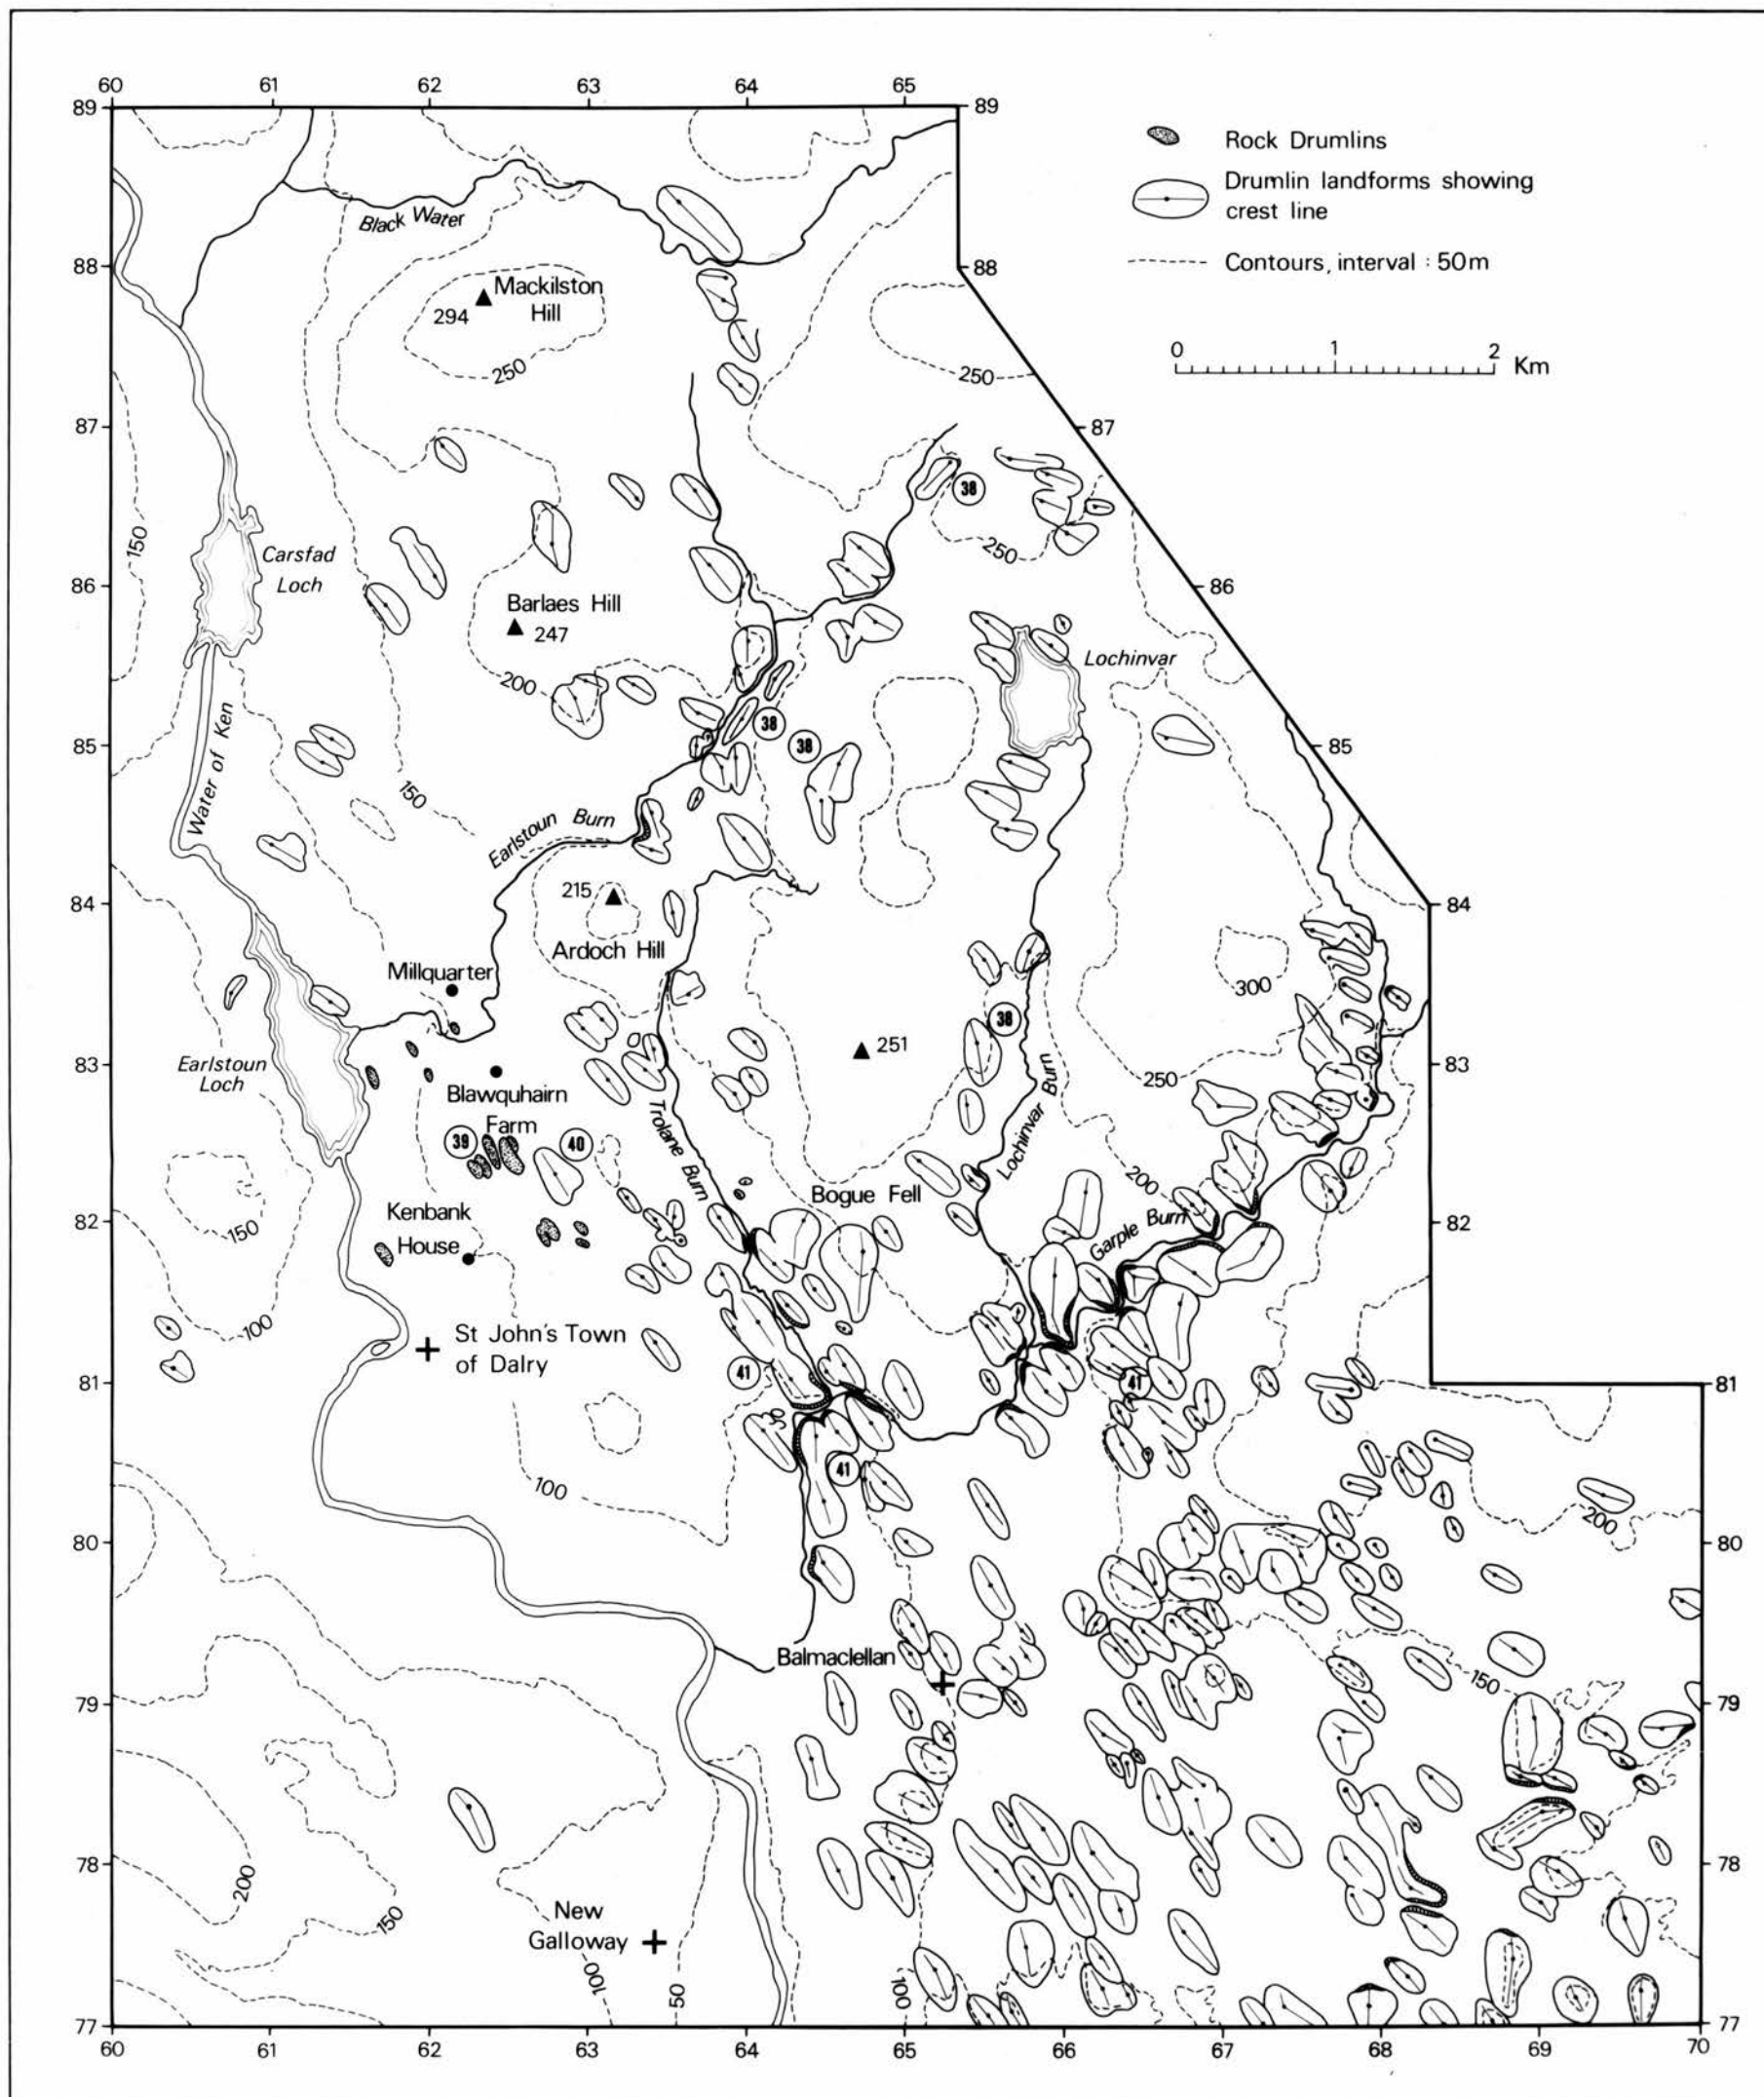 60 61 62 63 64 65
89 89
Rock Drumlins
Drumlin landforms showing
crest line
Contours, interval : 50m
0 1 2 Km
Black Water
88 88
Mackilston
Hill
294
250
250
87 87
38
150
250
Carsfad
Loch
86 86
Barlaes Hill
247
Lochinvar
200
Water of Ken
38
38
85 85
150
Earlstoun Burn
84 84
215
Ardoch Hill
Millquarter
300
38
251
83 83
Earlstoun
Loch
250
Blawquhairn
Farm
Trolane Burn
Lochinvar Burn
39
40
200
Bogue Fell
82 82
150
Kenbank
House
Garple Burn
100
St John's Town
of Dalry
41
41
81 81
41
100
200
80 80
Balmaclellan
150
79 79
78 78
200
150
New
Galloway
100
50
100
77 77
60 61 62 63 64 65 66 67 68 69 70